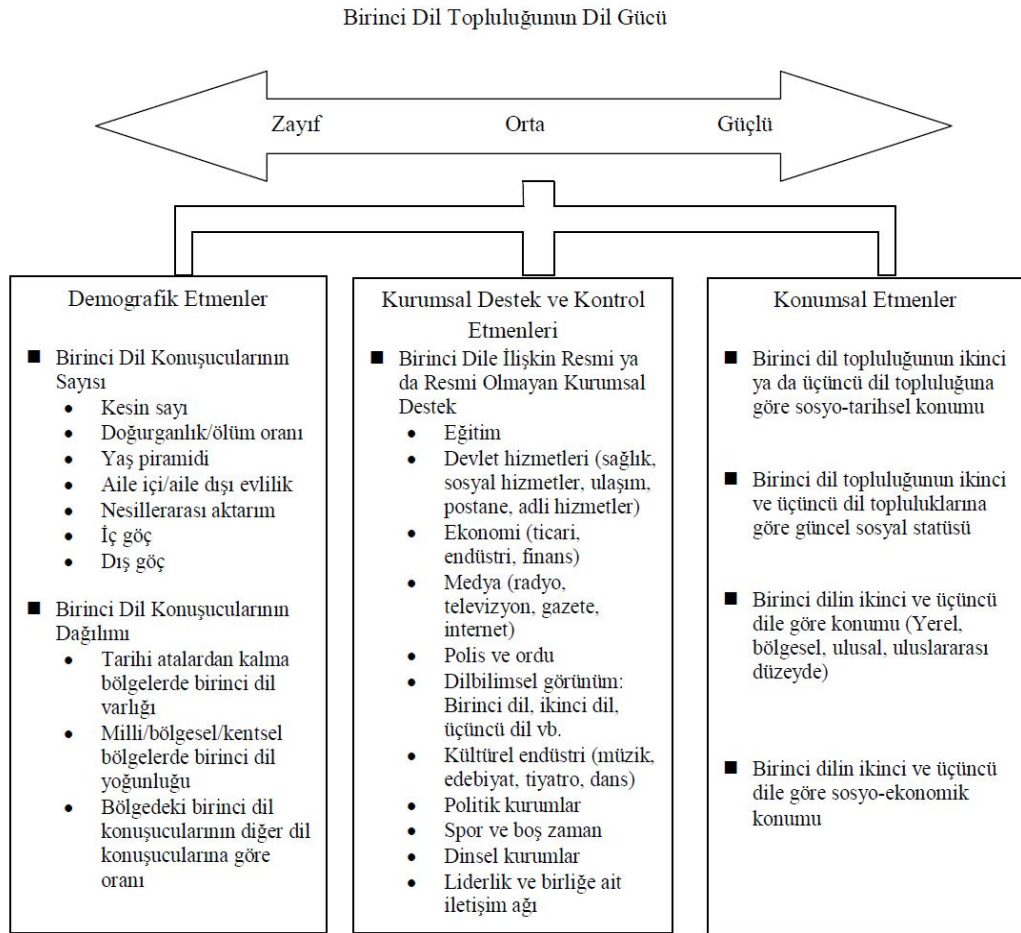 Birinci Dil Topluluğunun Dil Gücü
Zayıf Orta Güçlü
Demografik Etmenler
■ Birinci Dil Konuşucularının
Sayısı
• Kesin sayı
• Doğurganlık/ölüm oranı
• Yaş piramidi
• Aile içi/aile dışı evlilik
• Nesillerarası aktarım
• İç göç
• Dış göç
■ Birinci Dil Konuşucularının
Dağılımı
• Tarihi atalardan kalma
bölgelerde birinci dil
varlığı
• Milli/bölgesel/kentsel
bölgelerde birinci dil
yoğunluğu
• Bölgedeki birinci dil
konuşucularının diğer dil
konuşucularına göre
oranı
Kurumsal Destek ve Kontrol
Etmenleri
■ Birinci Dile İlişkin Resmi ya
da Resmi Olmayan Kurumsal
Destek
• Eğitim
• Devlet hizmetleri (sağlık,
sosyal hizmetler, ulaşım,
postane, adli hizmetler)
• Ekonomi (ticari,
endüstri, finans)
• Medya (radyo,
televizyon, gazete,
internet)
• Polis ve ordu
• Dilbilimsel görünüm:
Birinci dil, ikinci dil,
üçüncü dil vb.
• Kültürel endüstri (müzik,
edebiyat, tiyatro, dans)
• Politik kurumlar
• Spor ve boş zaman
• Dinsel kurumlar
• Liderlik ve birliğe ait
iletişim ağı
Konumsal Etmenler
■ Birinci dil topluluğunun ikinci
ya da üçüncü dil topluluğuna
göre sosyo-tarihsel konumu
■ Birinci dil topluluğunun ikinci
ve üçüncü dil topluluklarına
göre güncel sosyal statüsü
■ Birinci dilin ikinci ve üçüncü
dile göre konumu (Yerel,
bölgesel, ulusal, uluslararası
düzeyde)
■ Birinci dilin ikinci ve üçüncü
dile göre sosyo-ekonomik
konumu